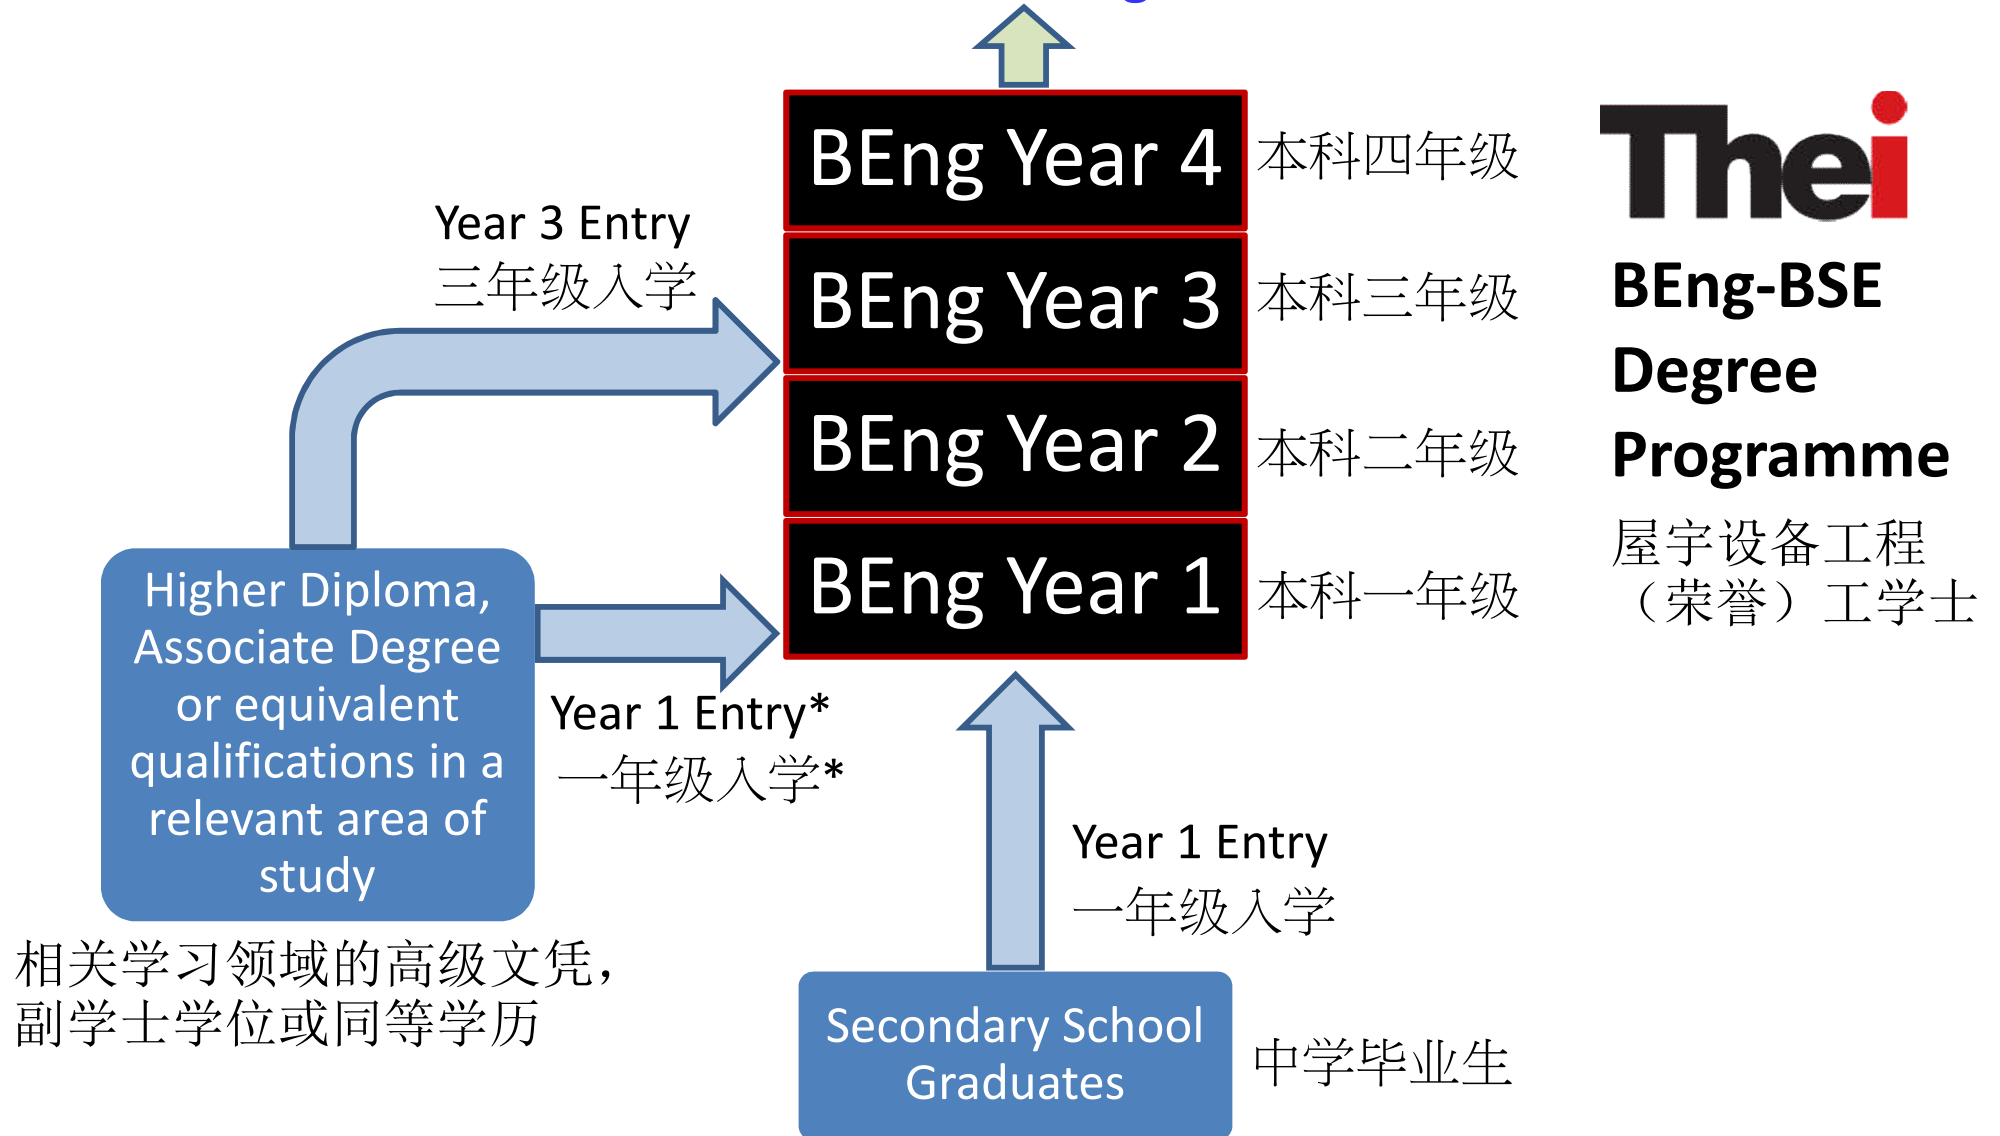 BEng Year 4
本科四年级
Thei
Year 3 Entry
三年级入学
BEng Year 3
本科三年级
BEng-BSE
Degree
Programme
屋宇设备工程
（荣誉）工学士
BEng Year 2
本科二年级
BEng Year 1
本科一年级
Higher Diploma,
Associate Degree
or equivalent
qualifications in a
relevant area of
study
Year 1 Entry*
一年级入学*
相关学习领域的高级文凭，
副学士学位或同等学历
Year 1 Entry
一年级入学
Secondary School
Graduates
中学毕业生